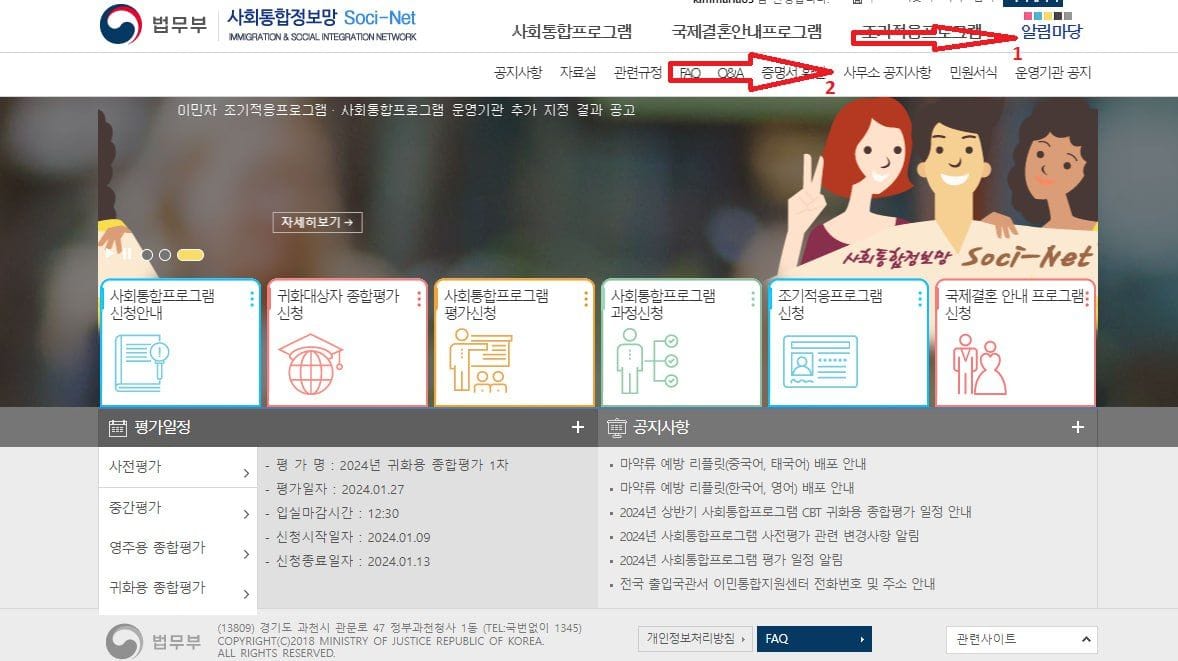 법무부
사회통합정보망 Soci-Net
IMMIGRATION & SOCIAL INTEGRATION NETWORK
사회통합프로그램 국제결혼안내프로그램 조기적응프로그램 알림마당
1
공지사항 자료실 관련규정 FAQ Q&A 증명서 사무소 공지사항 민원서식 운영기관 공지
2
이민자 조기적응프로그램 · 사회통합프로그램 운영기관 추가 지정 결과 공고
자세히보기 →
사회통합정보망 Soci-Net
사회통합프로그램
신청안내
귀화대상자 종합평가
신청
사회통합프로그램
평가신청
사회통합프로그램
과정신청
조기적응프로그램
신청
국제결혼 안내 프로그램
신청
평가일정 +
사전평가
중간평가
영주용 종합평가
귀화용 종합평가
- 평 가 명 : 2024년 귀화용 종합평가 1차
- 평가일자 : 2024.01.27
- 입실마감시간 : 12:30
- 신청시작일자 : 2024.01.09
- 신청종료일자 : 2024.01.13
공지사항 +
마약류 예방 리플릿(중국어, 태국어) 배포 안내
마약류 예방 리플릿(한국어, 영어) 배포 안내
2024년 상반기 사회통합프로그램 CBT 귀화용 종합평가 일정 안내
2024년 사회통합프로그램 사전평가 관련 변경사항 알림
2024년 사회통합프로그램 평가 일정 알림
전국 출입국관서 이민통합지원센터 전화번호 및 주소 안내
법무부
(13809) 경기도 과천시 관문로 47 정부과천청사 1동 (TEL:국번없이 1345)
COPYRIGHT(C)2018 MINISTRY OF JUSTICE REPUBLIC OF KOREA.
ALL RIGHTS RESERVED.
개인정보처리방침
FAQ
관련사이트